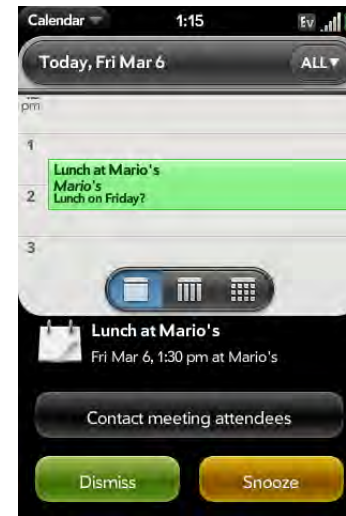 Calendar 1:15 Ev
Today, Fri Mar 6 ALL
pm
1
Lunch at Mario's
Mario's
2 Lunch on Friday?
3
Lunch at Mario's
Fri Mar 6, 1:30 pm at Mario's
Contact meeting attendees
Dismiss Snooze